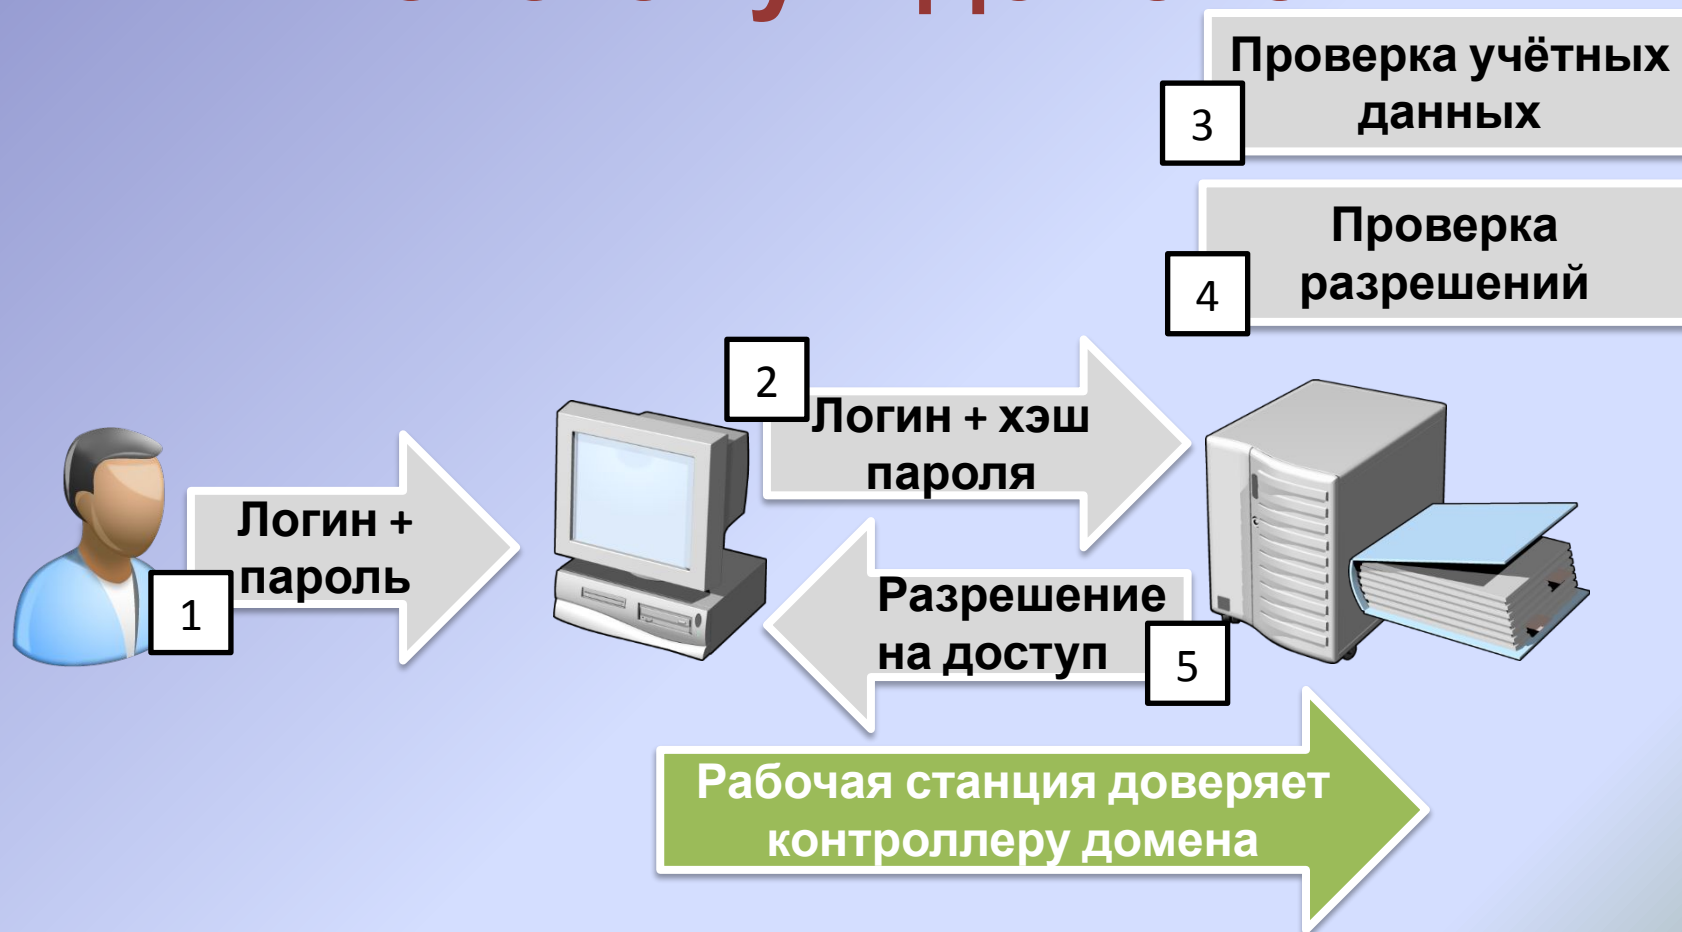 Проверка учётных
данных
3
Проверка
разрешений
4
2
Логин + хэш
пароля
Логин +
пароль
1
Разрешение
на доступ
5
Рабочая станция доверяет
контроллеру домена